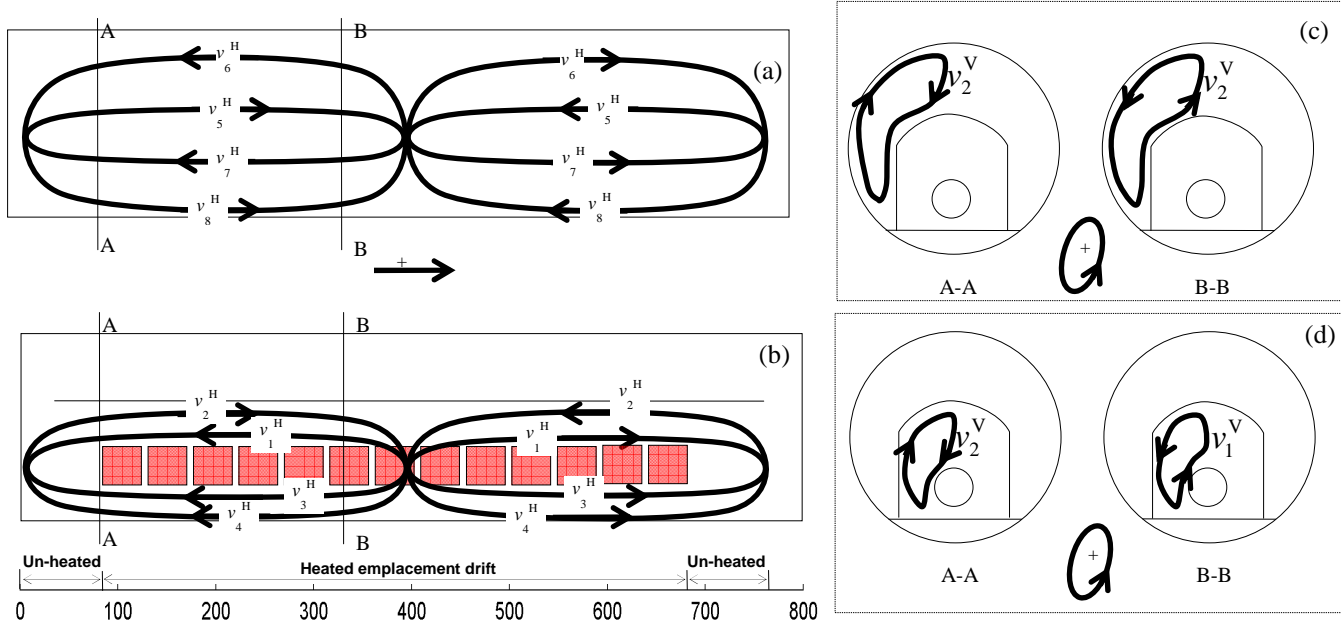 A B
v₆ᴴ v₆ᴴ
(a)
v₅ᴴ v₅ᴴ
v₇ᴴ v₇ᴴ
v₈ᴴ v₈ᴴ
A B
+
A B
(b)
v₂ᴴ v₂ᴴ
v₁ᴴ v₁ᴴ
v₃ᴴ v₃ᴴ
v₄ᴴ v₄ᴴ
A B
Un-heated Heated emplacement drift Un-heated
0 100 200 300 400 500 600 700 800
(c)
v₂ⱽ v₂ⱽ
+
A-A B-B
(d)
v₂ⱽ v₁ⱽ
+
A-A B-B